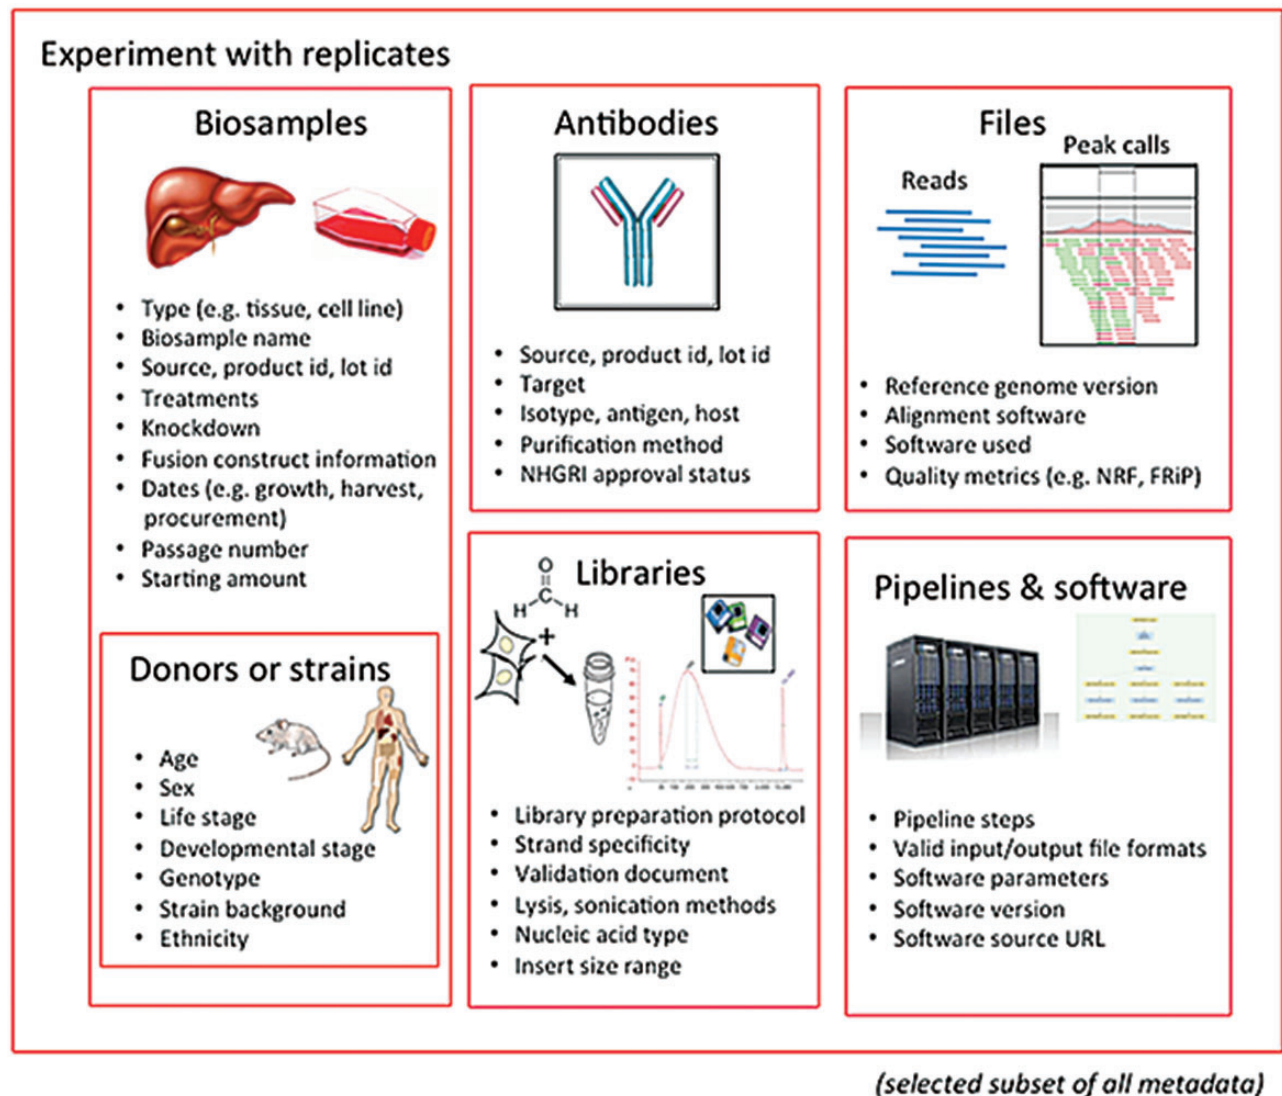 Experiment with replicates
Biosamples
• Type (e.g. tissue, cell line)
• Biosample name
• Source, product id, lot id
• Treatments
• Knockdown
• Fusion construct information
• Dates (e.g. growth, harvest,
procurement)
• Passage number
• Starting amount
Donors or strains
• Age
• Sex
• Life stage
• Developmental stage
• Genotype
• Strain background
• Ethnicity
Antibodies
• Source, product id, lot id
• Target
• Isotype, antigen, host
• Purification method
• NHGRI approval status
Libraries
O
H C H
+
• Library preparation protocol
• Strand specificity
• Validation document
• Lysis, sonication methods
• Nucleic acid type
• Insert size range
Files
Peak calls
Reads
• Reference genome version
• Alignment software
• Software used
• Quality metrics (e.g. NRF, FRiP)
Pipelines & software
• Pipeline steps
• Valid input/output file formats
• Software parameters
• Software version
• Software source URL
(selected subset of all metadata)